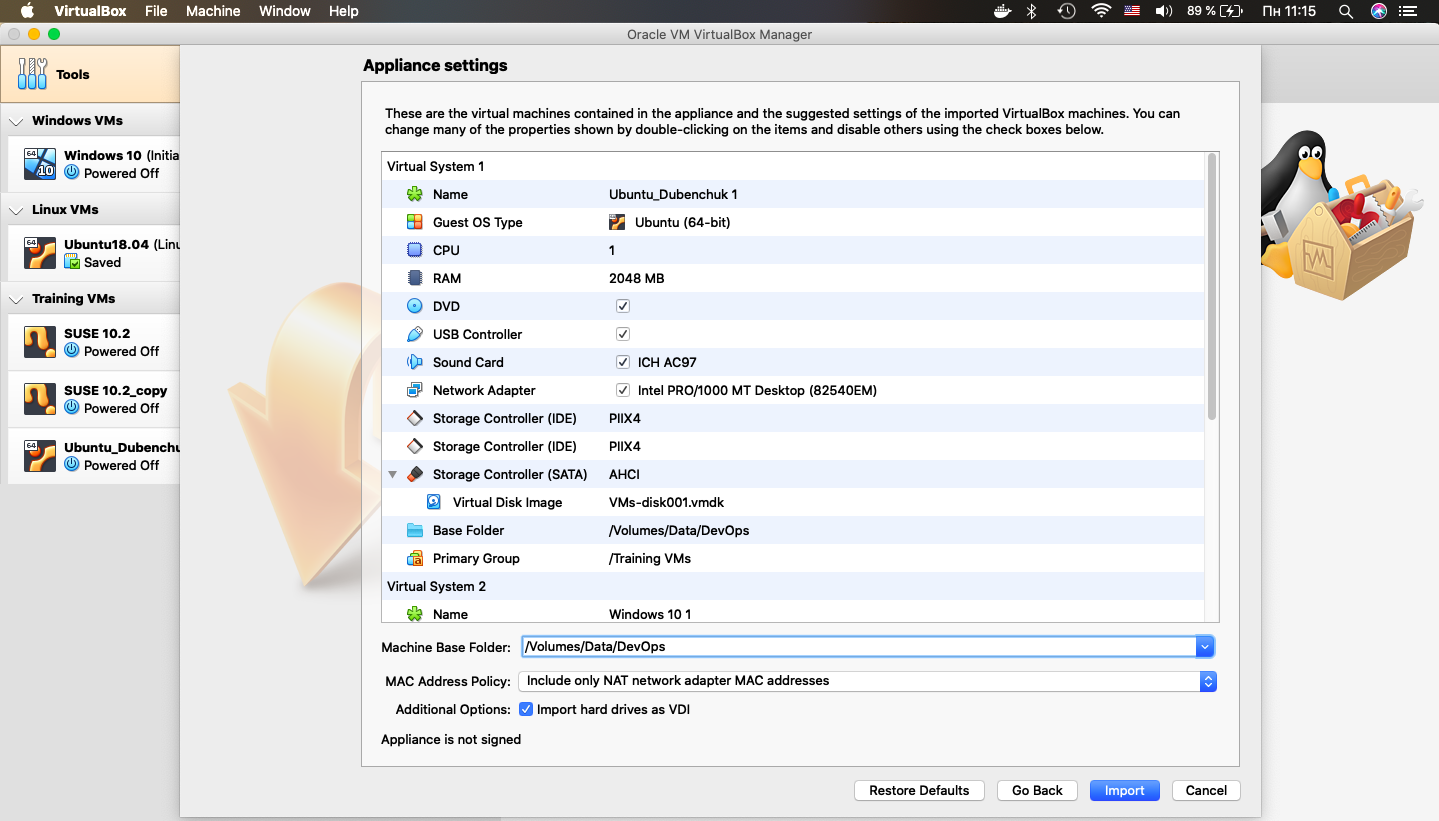 VirtualBox File Machine Window Help 89 % Пн 11:15
Oracle VM VirtualBox Manager
Tools
Windows VMs
64
10
Windows 10 (Initia
Powered Off
Linux VMs
64
Ubuntu18.04 (Linu
Saved
Training VMs
SUSE 10.2
Powered Off
SUSE 10.2_copy
Powered Off
64
Ubuntu_Dubenchu
Powered Off
Appliance settings
These are the virtual machines contained in the appliance and the suggested settings of the imported VirtualBox machines. You can
change many of the properties shown by double-clicking on the items and disable others using the check boxes below.
Virtual System 1
Name Ubuntu_Dubenchuk 1
Guest OS Type Ubuntu (64-bit)
CPU 1
RAM 2048 MB
DVD
USB Controller
Sound Card ICH AC97
Network Adapter Intel PRO/1000 MT Desktop (82540EM)
Storage Controller (IDE) PIIX4
Storage Controller (IDE) PIIX4
Storage Controller (SATA) AHCI
Virtual Disk Image VMs-disk001.vmdk
Base Folder /Volumes/Data/DevOps
Primary Group /Training VMs
Virtual System 2
Name Windows 10 1
Machine Base Folder: /Volumes/Data/DevOps
MAC Address Policy: Include only NAT network adapter MAC addresses
Additional Options: Import hard drives as VDI
Appliance is not signed
Restore Defaults Go Back Import Cancel